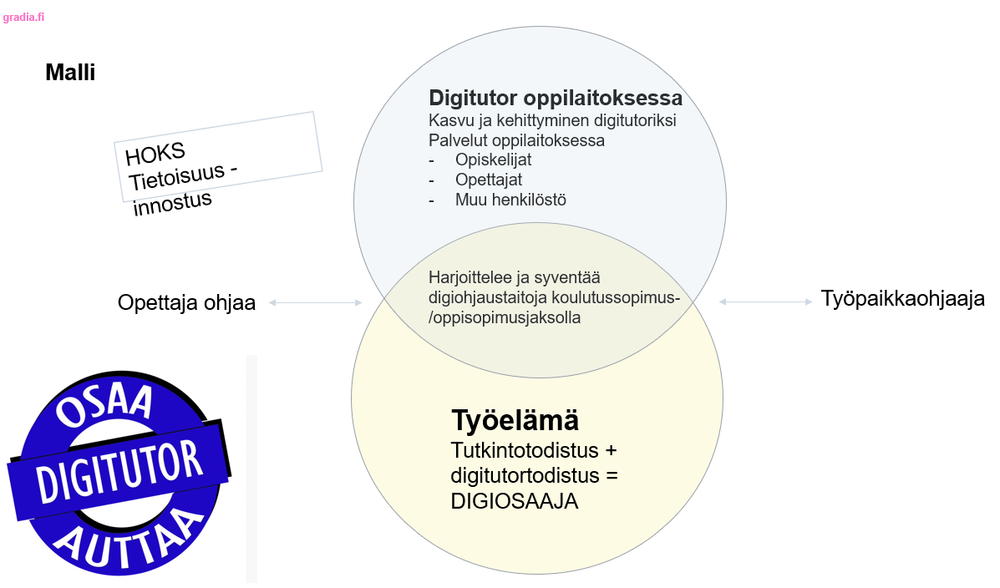 gradia.fi
Malli
HOKS
Tietoisuus -
innostus
Digitutor oppilaitoksessa
Kasvu ja kehittyminen digitutoriksi
Palvelut oppilaitoksessa
- Opiskelijat
- Opettajat
- Muu henkilöstö
Harjoittelee ja syventää
digiohjaustaitoja koulutussopimus-
/oppisopimusjaksolla
Opettaja ohjaa
Työpaikkaohjaaja
Työelämä
Tutkintotodistus +
digitutortodistus =
DIGIOSAAJA
OSAA
DIGITUTOR
AUTTAA